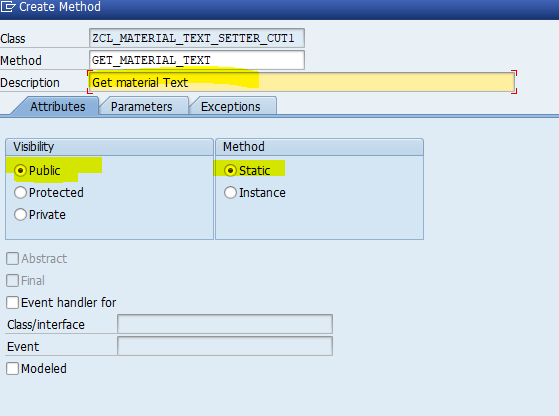 Create Method
Class ZCL_MATERIAL_TEXT_SETTER_CUT1
Method GET_MATERIAL_TEXT
Description Get material Text
Attributes Parameters Exceptions
Visibility Method
Public Static
Protected Instance
Private
Abstract
Final
Event handler for
Class/interface
Event
Modeled